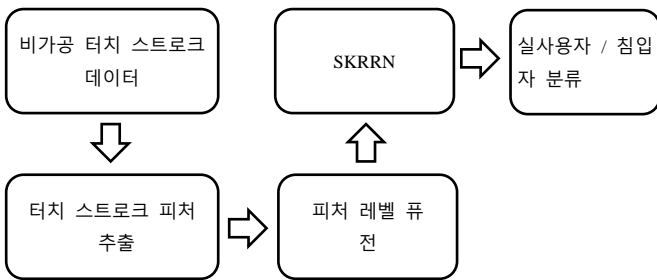 비가공 터치 스트로크
데이터
터치 스트로크 피처
추출
피처 레벨 퓨
전
SKRRN
실사용자 / 침입
자 분류